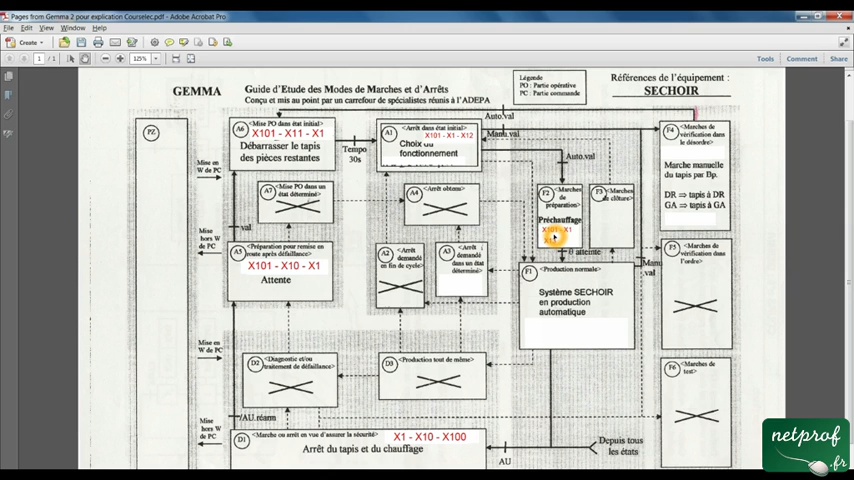 Pages from Gemma 2 pour explication Courselec.pdf - Adobe Acrobat Pro
File Edit View Window Help
Create
1 / 1
125%
Tools
Comment
Share
GEMMA
Guide d'Etude des Modes de Marches et d'Arrêts
Conçu et mis au point par un carrefour de spécialistes réunis à l'ADEPA
Légende
PO : Partie opérative
PC : Partie commande
Références de l'équipement :
SECHOIR
PZ
Mise en
W de PC
Mise hors
W de PC
Mise en
W de PC
Mise hors
W de PC
A6
<Mise PO dans état initial>
X101 - X11 - X1
Débarrasser le tapis
des pièces restantes
Tempo
30s
A1
<Arrêt dans état initial>
X101 - X1 - X12
Choix du
fonctionnement
Auto.val
Manu.val
Auto.val
F4
<Marches de
vérification dans
le désordre>
Marche manuelle
du tapis par Bp.
DR ⇒ tapis à DR
GA ⇒ tapis à GA
A7
<Mise PO dans un
état déterminé>
A4
<Arrêt obtenu>
F2
<Marches
de
préparation>
Préchauffage
X101 - X1
θ atteinte
F3
<Marches
de clôture>
val
A5
<Préparation pour remise en
route après défaillance>
X101 - X10 - X1
Attente
A2
<Arrêt
demandé
en fin de cycle>
A3
<Arrêt
demandé
dans un état
déterminé>
F1
<Production normale>
Système SECHOIR
en production
automatique
Manu
.val
F5
<Marches de
vérification dans
l'ordre>
D2
<Diagnostic et/ou
traitement de défaillance>
D3
<Production tout de même>
F6
<Marches de
test>
/AU.réarm
D1
<Marche ou arrêt en vue d'assurer la sécurité>
X1 - X10 - X100
Arrêt du tapis et du chauffage
AU
Depuis tous
les états
netprof
.fr